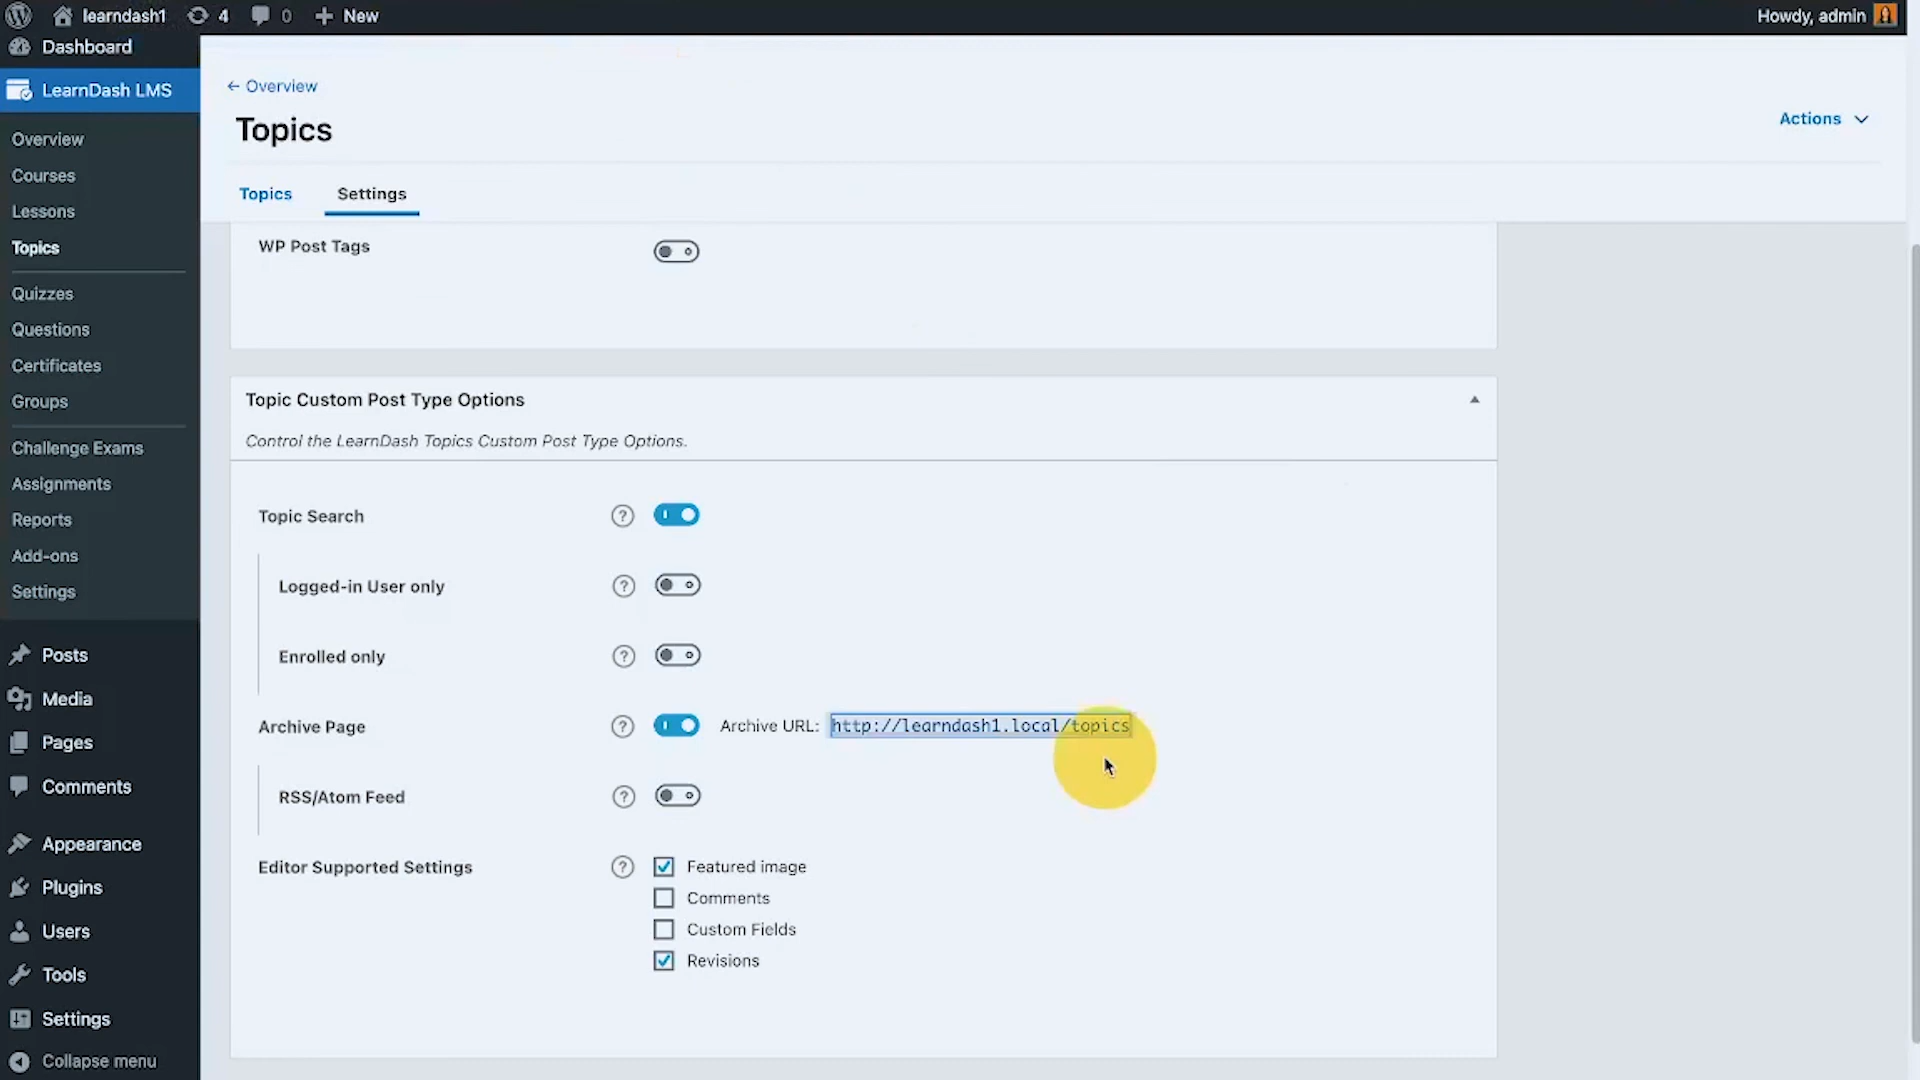 learndash1 4 0 New Howdy, admin
Dashboard
LearnDash LMS
Overview
Courses
Lessons
Topics
Quizzes
Questions
Certificates
Groups
Challenge Exams
Assignments
Reports
Add-ons
Settings
Posts
Media
Pages
Comments
Appearance
Plugins
Users
Tools
Settings
Collapse menu
← Overview
Topics
Actions
Topics Settings
WP Post Tags
Topic Custom Post Type Options
Control the LearnDash Topics Custom Post Type Options.
Topic Search ?
Logged-in User only ?
Enrolled only ?
Archive Page ? Archive URL: http://learndash1.local/topics
RSS/Atom Feed ?
Editor Supported Settings ? Featured image
Comments
Custom Fields
Revisions